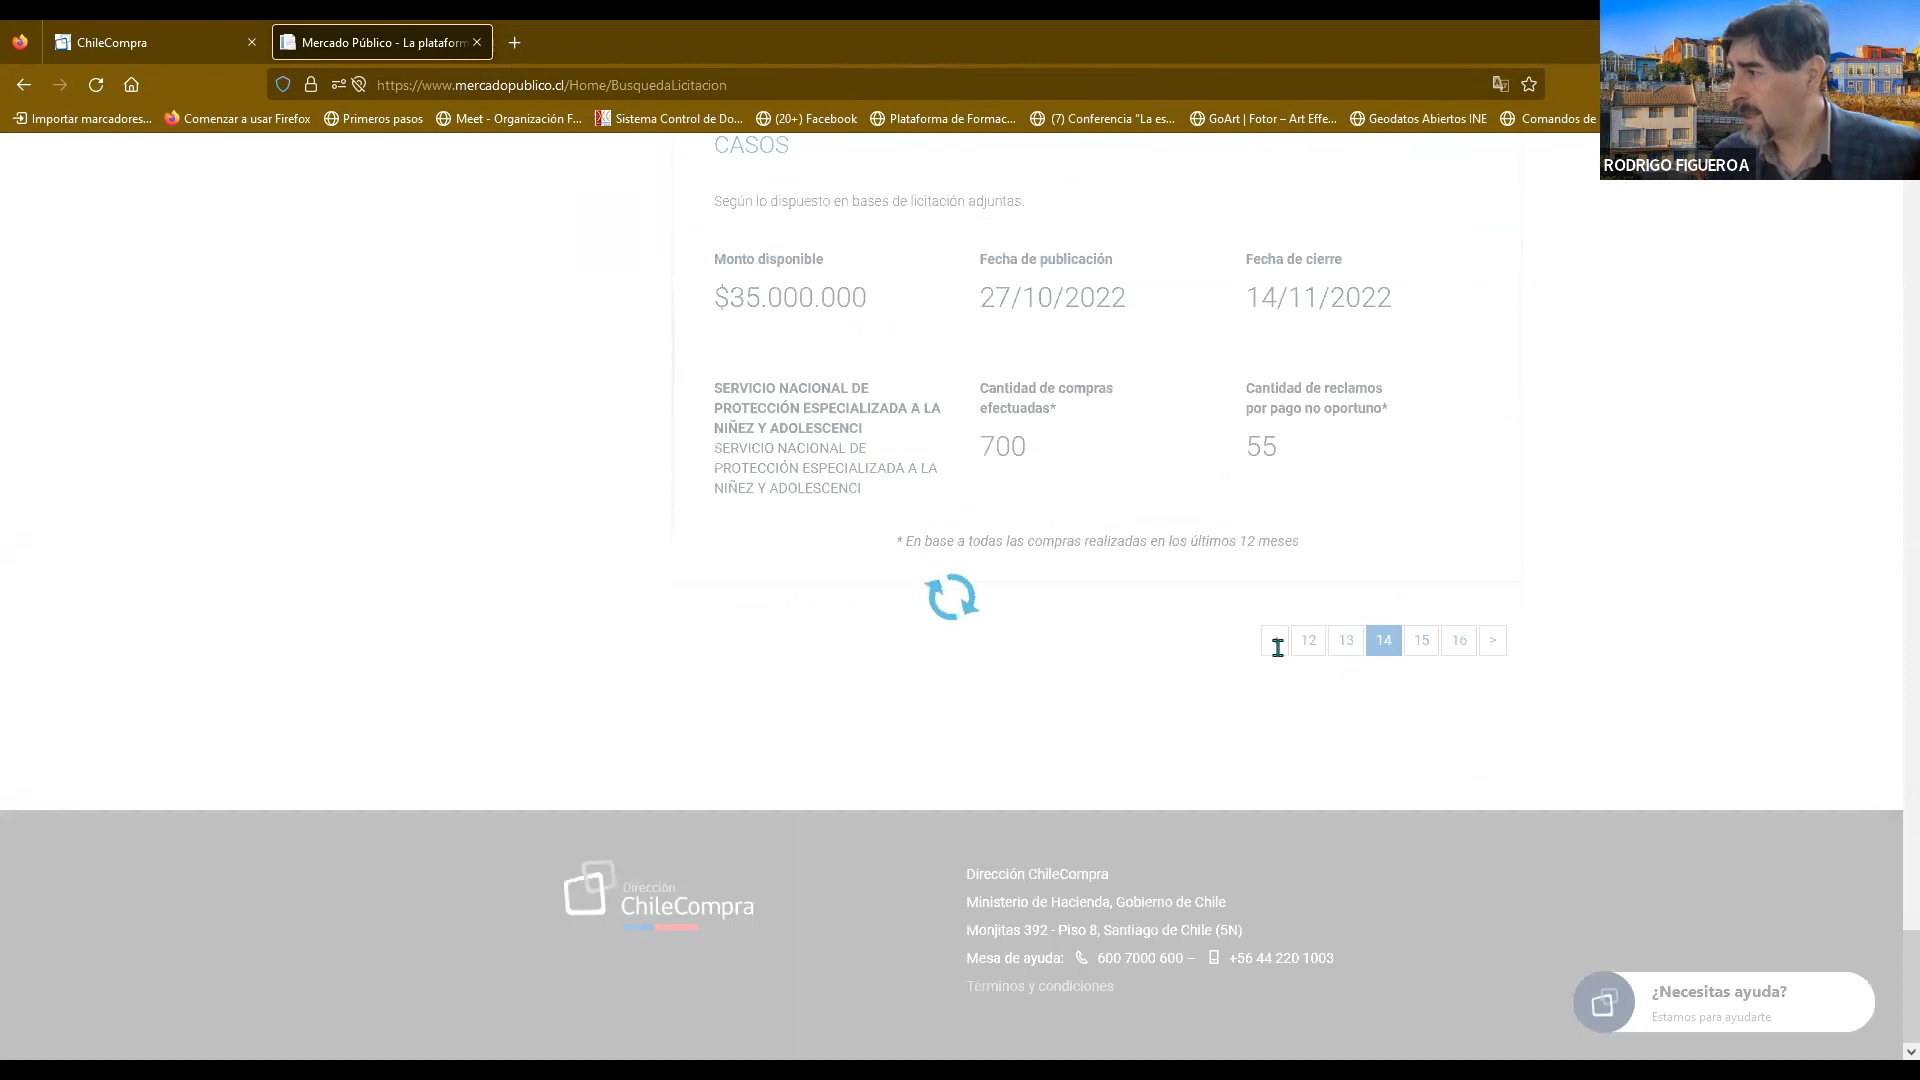 ChileCompra
Mercado Público - La plataform
https://www.mercadopublico.cl/Home/BusquedaLicitacion
Importar marcadores...
Comenzar a usar Firefox
Primeros pasos
Meet - Organización F...
Sistema Control de Do...
(20+) Facebook
Plataforma de Formac...
(7) Conferencia "La es...
GoArt | Fotor – Art Effe...
Geodatos Abiertos INE
Comandos de
RODRIGO FIGUEROA
CASOS
Según lo dispuesto en bases de licitación adjuntas.
Monto disponible
$35.000.000
Fecha de publicación
27/10/2022
Fecha de cierre
14/11/2022
SERVICIO NACIONAL DE
PROTECCIÓN ESPECIALIZADA A LA
NIÑEZ Y ADOLESCENCI
SERVICIO NACIONAL DE
PROTECCIÓN ESPECIALIZADA A LA
NIÑEZ Y ADOLESCENCI
Cantidad de compras
efectuadas*
700
Cantidad de reclamos
por pago no oportuno*
55
* En base a todas las compras realizadas en los últimos 12 meses
12 13 14 15 16 >
Dirección
ChileCompra
Dirección ChileCompra
Ministerio de Hacienda, Gobierno de Chile
Monjitas 392 - Piso 8, Santiago de Chile (5N)
Mesa de ayuda: 600 7000 600 – +56 44 220 1003
Términos y condiciones
¿Necesitas ayuda?
Estamos para ayudarte